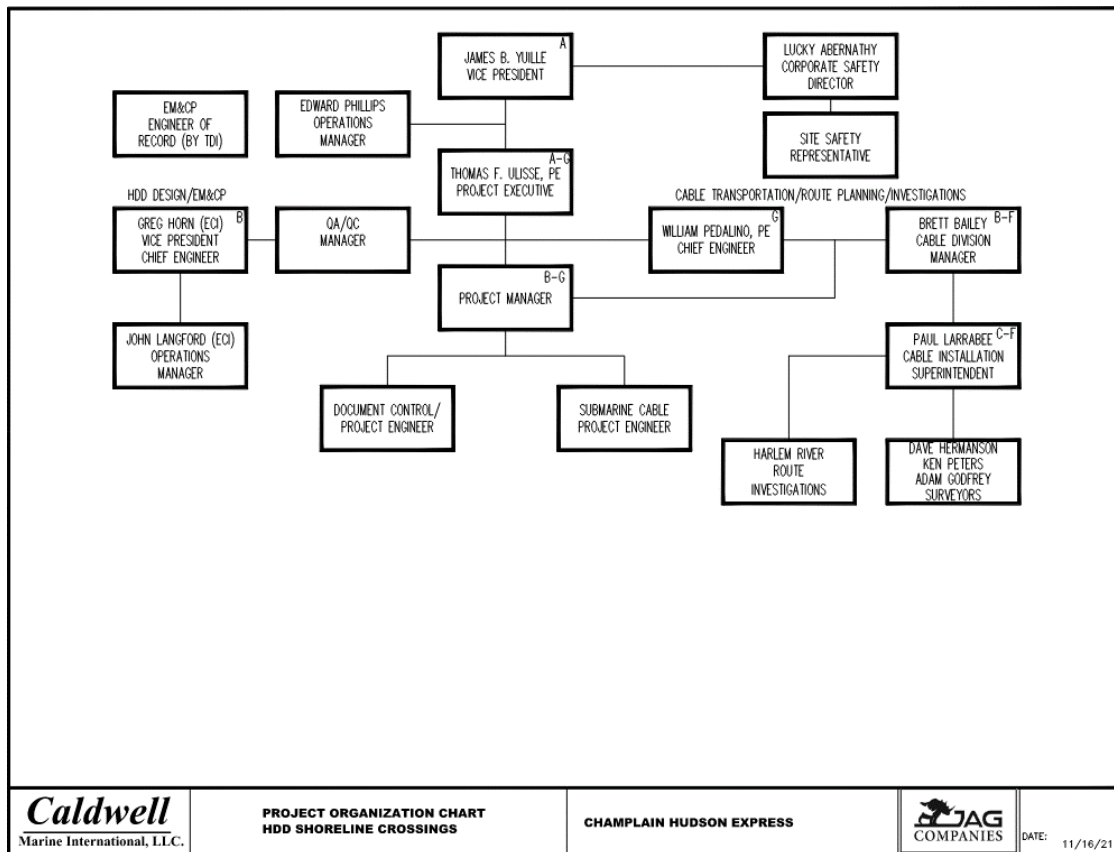 A
JAMES B. YUILLE
VICE PRESIDENT
LUCKY ABERNATHY
CORPORATE SAFETY
DIRECTOR
EM&CP
ENGINEER OF
RECORD (BY TDI)
EDWARD PHILLIPS
OPERATIONS
MANAGER
SITE SAFETY
REPRESENTATIVE
A-G
THOMAS F. ULISSE, PE
PROJECT EXECUTIVE
HDD DESIGN/EM&CP
CABLE TRANSPORTATION/ROUTE PLANNING/INVESTIGATIONS
B
GREG HORN (ECI)
VICE PRESIDENT
CHIEF ENGINEER
QA/QC
MANAGER
G
WILLIAM PEDALINO, PE
CHIEF ENGINEER
B-F
BRETT BAILEY
CABLE DIVISION
MANAGER
B-G
PROJECT MANAGER
JOHN LANGFORD (ECI)
OPERATIONS
MANAGER
C-F
PAUL LARRABEE
CABLE INSTALLATION
SUPERINTENDENT
DOCUMENT CONTROL/
PROJECT ENGINEER
SUBMARINE CABLE
PROJECT ENGINEER
HARLEM RIVER
ROUTE
INVESTIGATIONS
DAVE HERMANSON
KEN PETERS
ADAM GODFREY
SURVEYORS
Caldwell
Marine International, LLC.
PROJECT ORGANIZATION CHART
HDD SHORELINE CROSSINGS
CHAMPLAIN HUDSON EXPRESS
JAG
COMPANIES
DATE: 11/16/21